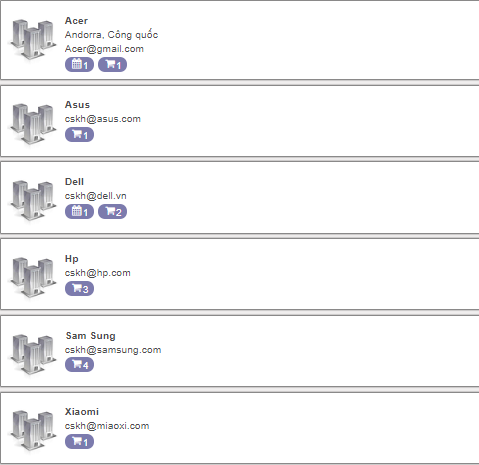 Acer
Andorra, Công quốc
Acer@gmail.com
1 1
Asus
cskh@asus.com
1
Dell
cskh@dell.vn
1 2
Hp
cskh@hp.com
3
Sam Sung
cskh@samsung.com
4
Xiaomi
cskh@miaoxi.com
1